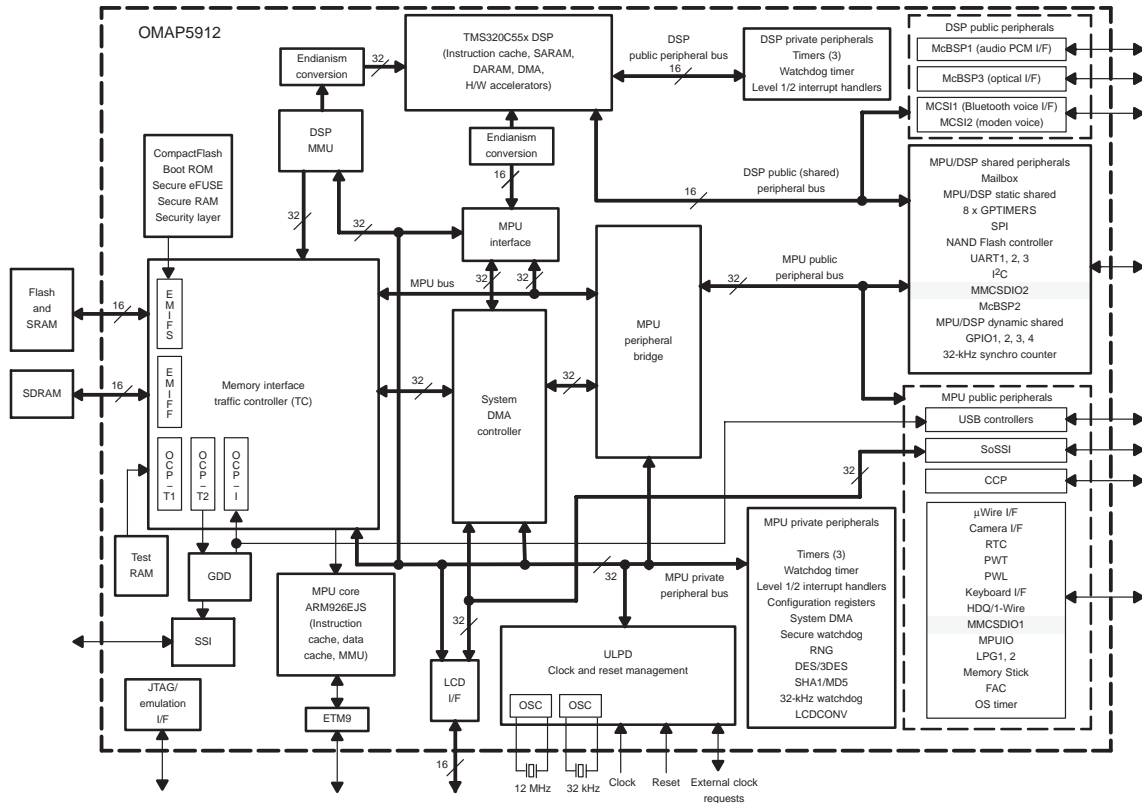 OMAP5912
TMS320C55x DSP
(Instruction cache, SARAM,
DARAM, DMA,
H/W accelerators)
32
Endianism
conversion
DSP
public peripheral bus
16
DSP private peripherals
Timers (3)
Watchdog timer
Level 1/2 interrupt handlers
DSP public peripherals
McBSP1 (audio PCM I/F)
McBSP3 (optical I/F)
MCSI1 (Bluetooth voice I/F)
MCSI2 (moden voice)
DSP
MMU
Endianism
conversion
16
CompactFlash
Boot ROM
Secure eFUSE
Secure RAM
Security layer
32
32
MPU
interface
16
DSP public (shared)
peripheral bus
MPU/DSP shared peripherals
Mailbox
MPU/DSP static shared
8 x GPTIMERS
SPI
NAND Flash controller
UART1, 2, 3
I2C
MMCSDIO2
McBSP2
MPU/DSP dynamic shared
GPIO1, 2, 3, 4
32-kHz synchro counter
Flash
and
SRAM
16
SDRAM
16
EMIFS
EMIFF
OCP_T1
OCP_T2
OCP_I
Memory interface
traffic controller (TC)
MPU bus
32
32
32
System
DMA
controller
32
MPU
peripheral
bridge
MPU public
peripheral bus
32
MPU public peripherals
USB controllers
SoSSI
CCP
µWire I/F
Camera I/F
RTC
PWT
PWL
Keyboard I/F
HDQ/1-Wire
MMCSDIO1
MPUIO
LPG1, 2
Memory Stick
FAC
OS timer
32
Test
RAM
GDD
SSI
JTAG/
emulation
I/F
MPU core
ARM926EJS
(Instruction
cache, data
cache, MMU)
ETM9
32
LCD
I/F
16
32
MPU private
peripheral bus
ULPD
Clock and reset management
OSC
OSC
12 MHz
32 kHz
Clock
Reset
External clock
requests
MPU private peripherals
Timers (3)
Watchdog timer
Level 1/2 interrupt handlers
Configuration registers
System DMA
Secure watchdog
RNG
DES/3DES
SHA1/MD5
32-kHz watchdog
LCDCONV